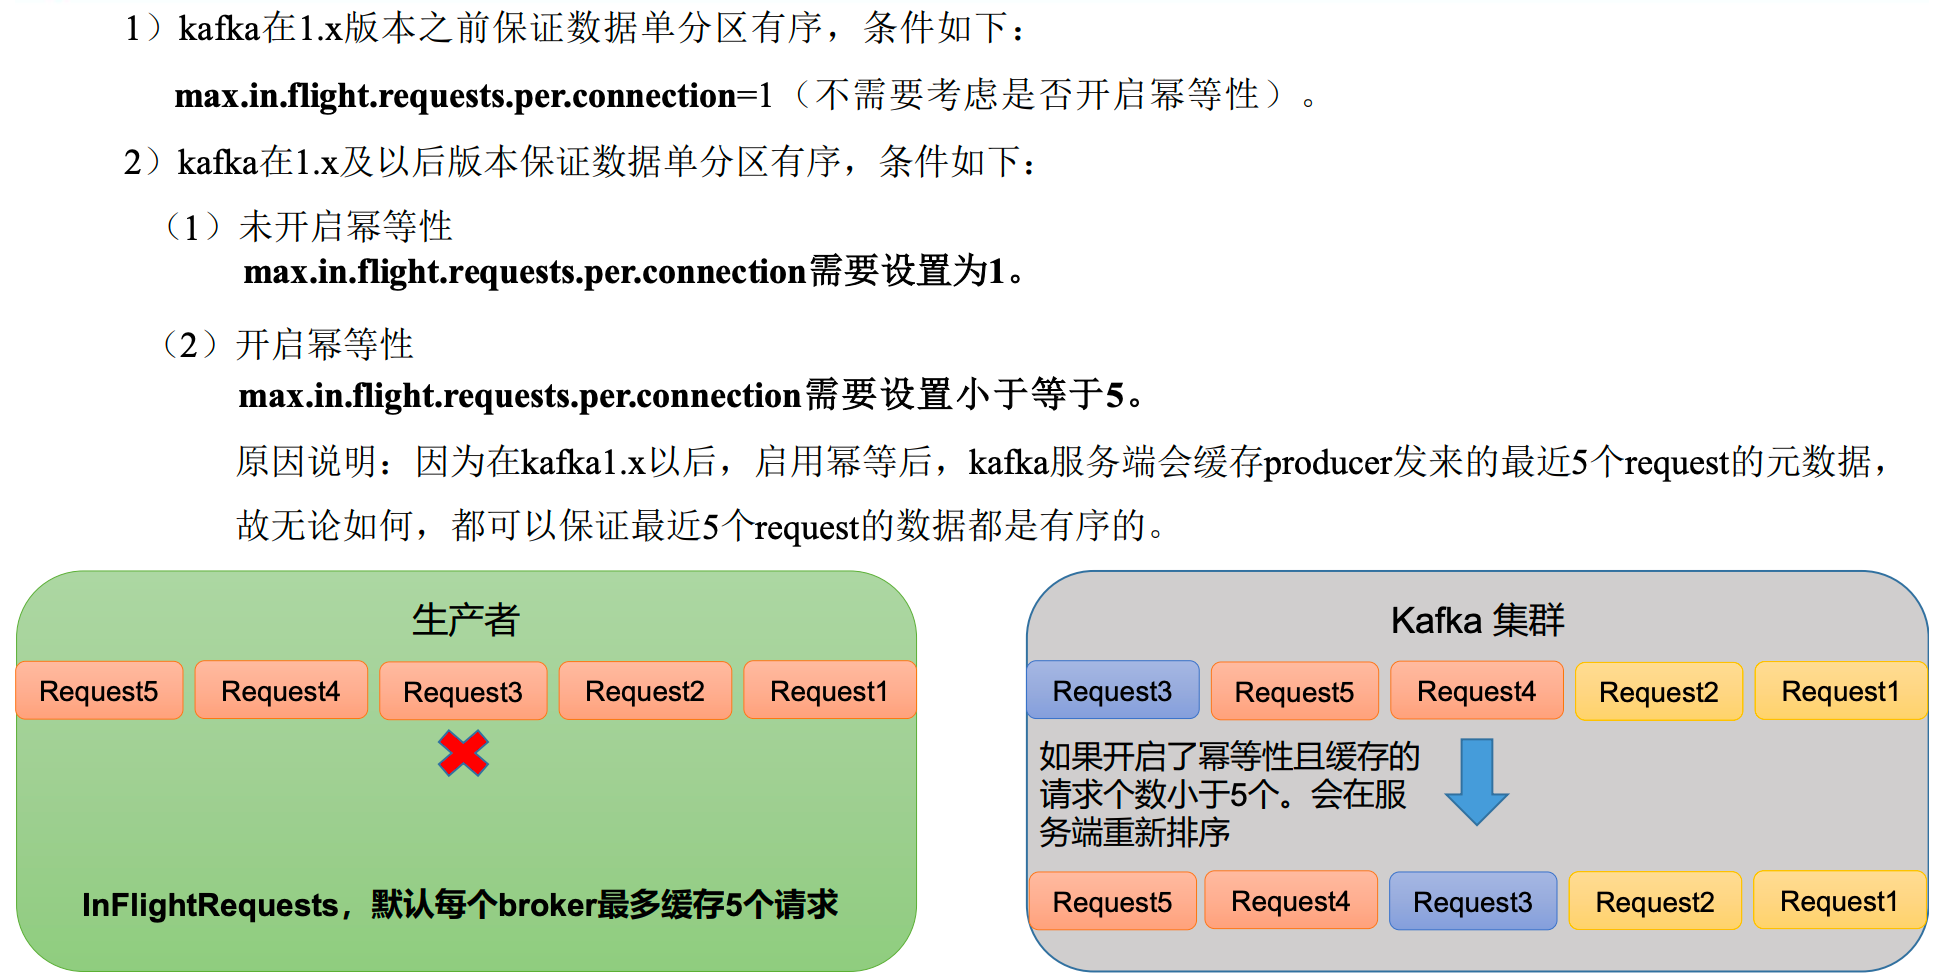 1）kafka在1.x版本之前保证数据单分区有序，条件如下：
max.in.flight.requests.per.connection=1（不需要考虑是否开启幂等性）。
2）kafka在1.x及以后版本保证数据单分区有序，条件如下：
（1）未开启幂等性
max.in.flight.requests.per.connection需要设置为1。
（2）开启幂等性
max.in.flight.requests.per.connection需要设置小于等于5。
原因说明：因为在kafka1.x以后，启用幂等后，kafka服务端会缓存producer发来的最近5个request的元数据，
故无论如何，都可以保证最近5个request的数据都是有序的。
生产者
Request5 Request4 Request3 Request2 Request1
InFlightRequests，默认每个broker最多缓存5个请求
Kafka 集群
Request3 Request5 Request4 Request2 Request1
如果开启了幂等性且缓存的
请求个数小于5个。会在服
务端重新排序
Request5 Request4 Request3 Request2 Request1